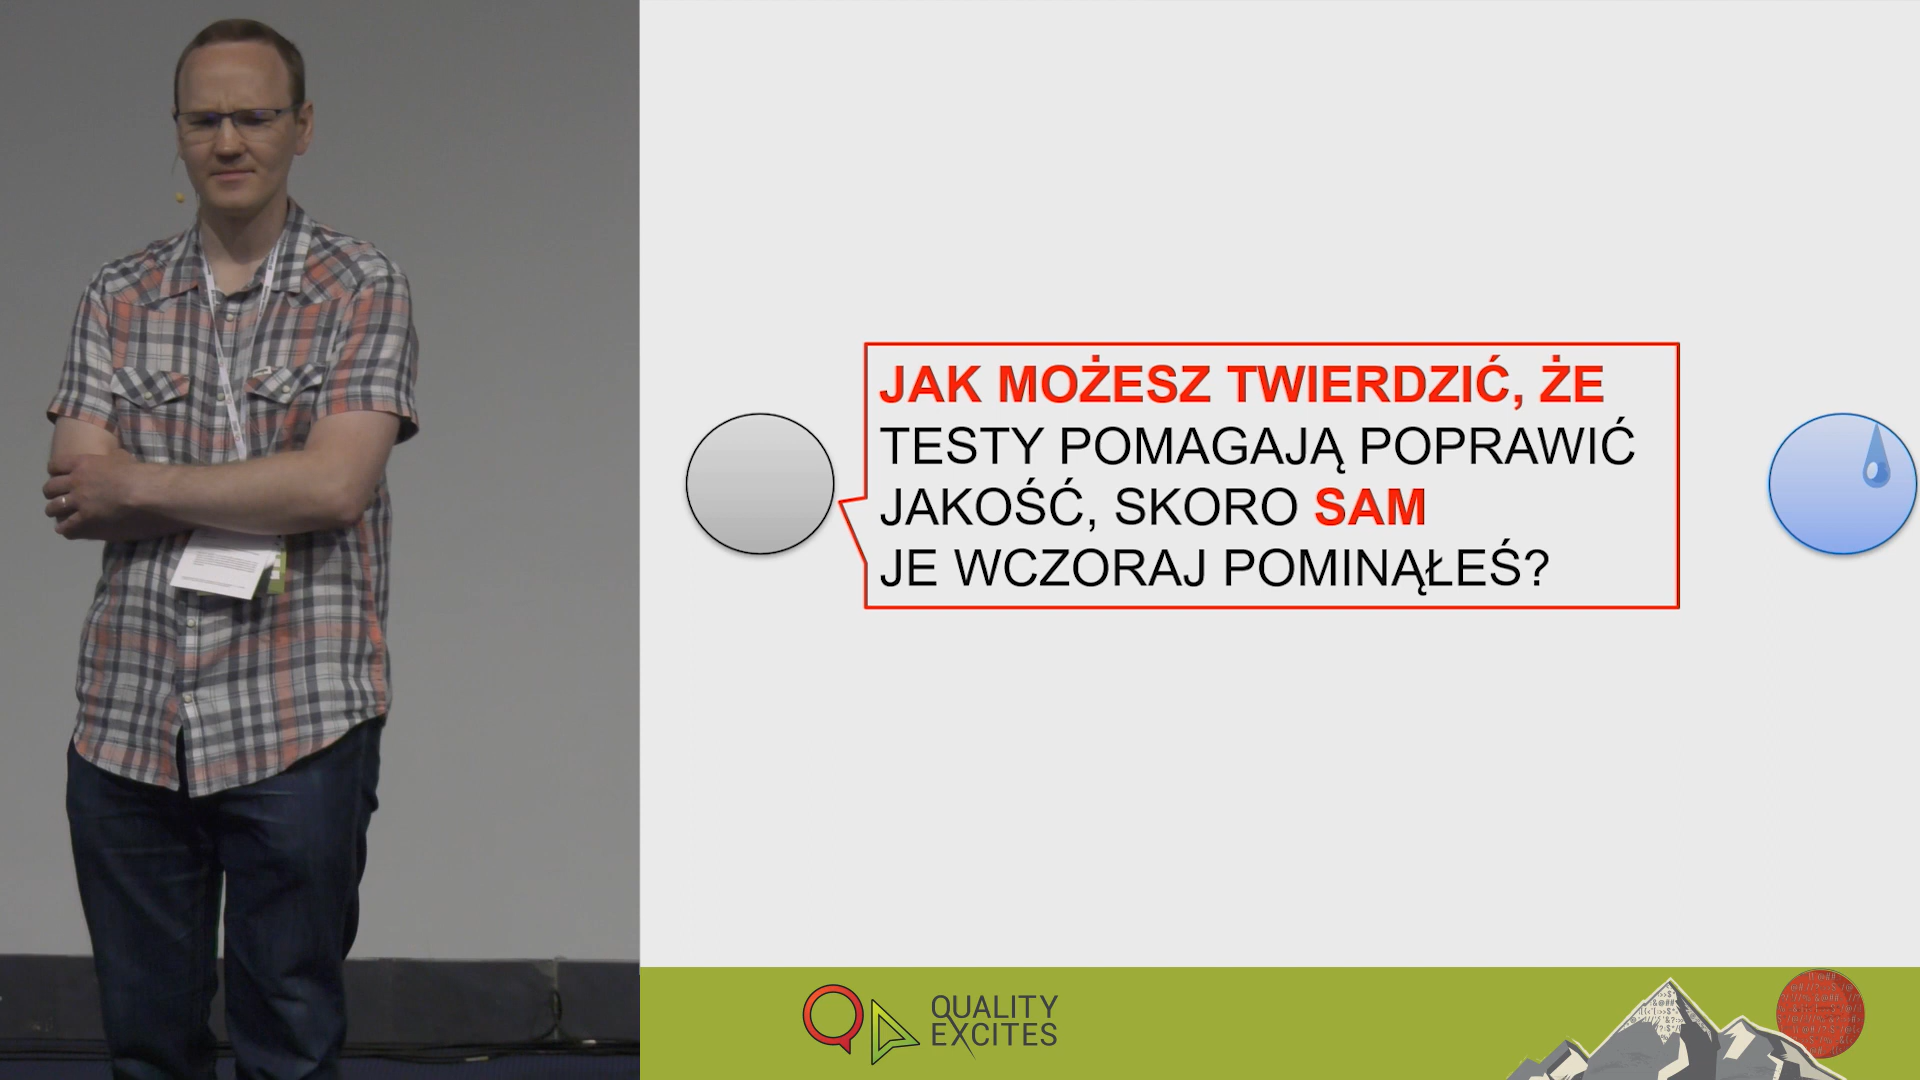 JAK MOŻESZ TWIERDZIĆ, ŻE
TESTY POMAGAJĄ POPRAWIĆ
JAKOŚĆ, SKORO SAM
JE WCZORAJ POMINĄŁEŚ?
QUALITY
EXCITES